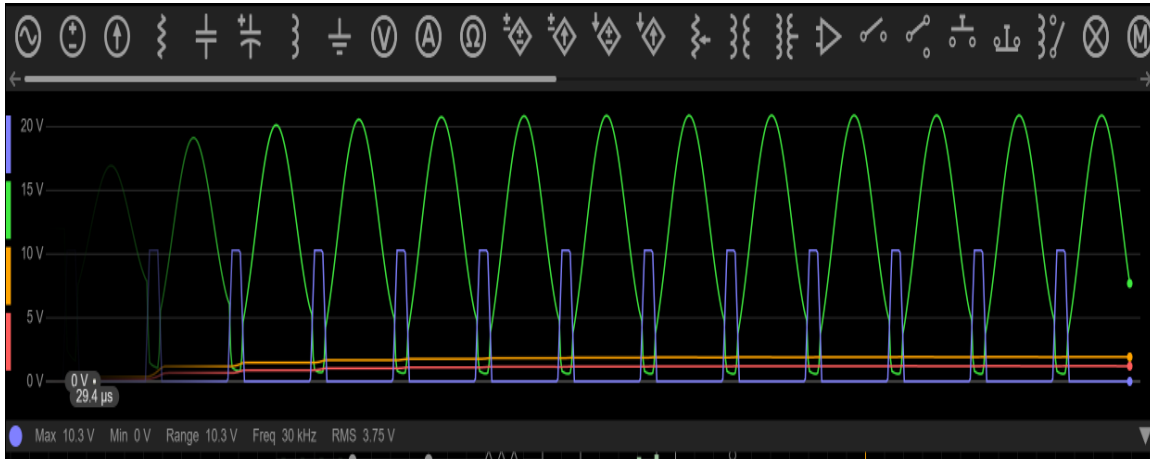 V A Ω M
20 V
15 V
10 V
5 V
0 V
0 V
29.4 µs
Max 10.3 V Min 0 V Range 10.3 V Freq 30 kHz RMS 3.75 V